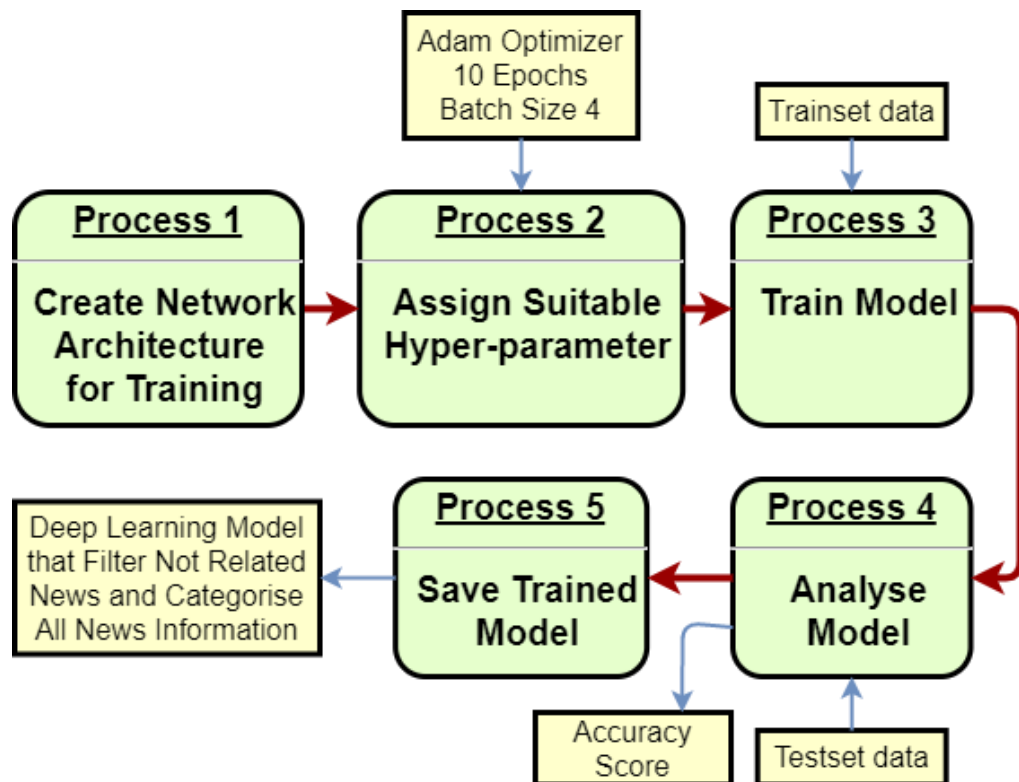 Adam Optimizer
10 Epochs
Batch Size 4
Trainset data
Process 1
Create Network
Architecture
for Training
Process 2
Assign Suitable
Hyper-parameter
Process 3
Train Model
Process 4
Analyse
Model
Testset data
Accuracy
Score
Process 5
Save Trained
Model
Deep Learning Model
that Filter Not Related
News and Categorise
All News Information